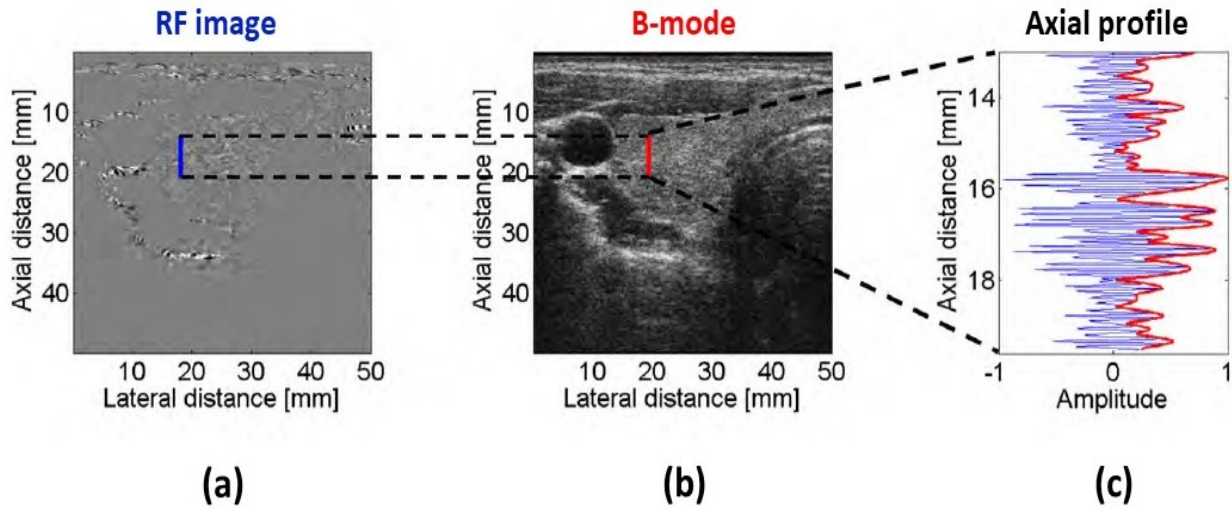 RF image
B-mode
Axial profile
Axial distance [mm]
10
20
30
40
10 20 30 40 50
Lateral distance [mm]
Axial distance [mm]
10
20
30
40
10 20 30 40 50
Lateral distance [mm]
Axial distance [mm]
14
16
18
-1 0 1
Amplitude
(a)
(b)
(c)